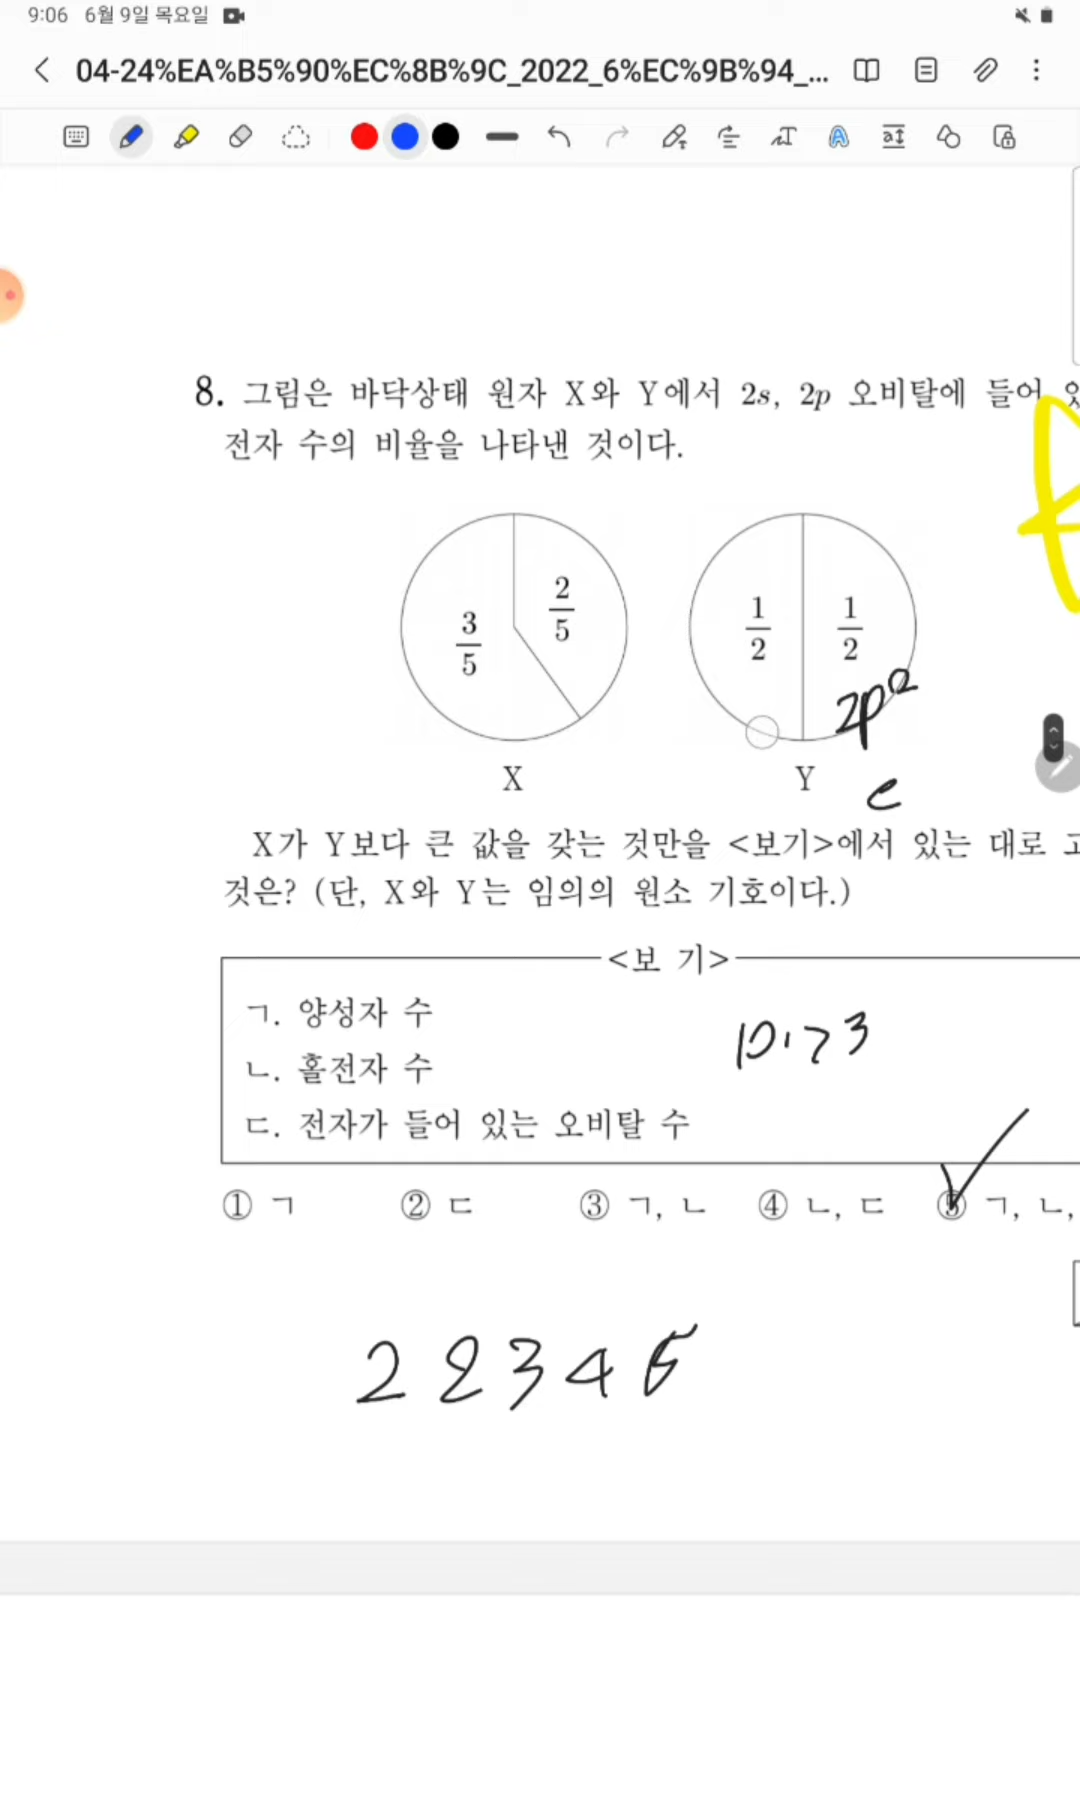 9:06 6월 9일 목요일
04-24%EA%B5%90%EC%8B%9C_2022_6%EC%9B%94_...
8. 그림은 바닥상태 원자 X와 Y에서 2s, 2p 오비탈에 들어
전자 수의 비율을 나타낸 것이다.
3/5 2/5 1/2 1/2
2p²
X Y
e
X가 Y보다 큰 값을 갖는 것만을 <보기>에서 있는 대로
것은? (단, X와 Y는 임의의 원소 기호이다.)
<보 기>
ㄱ. 양성자 수
ㄴ. 홀전자 수
ㄷ. 전자가 들어 있는 오비탈 수
① ㄱ ② ㄷ ③ ㄱ, ㄴ ④ ㄴ, ㄷ ⑤ ㄱ, ㄴ,
2 2 3 4 5